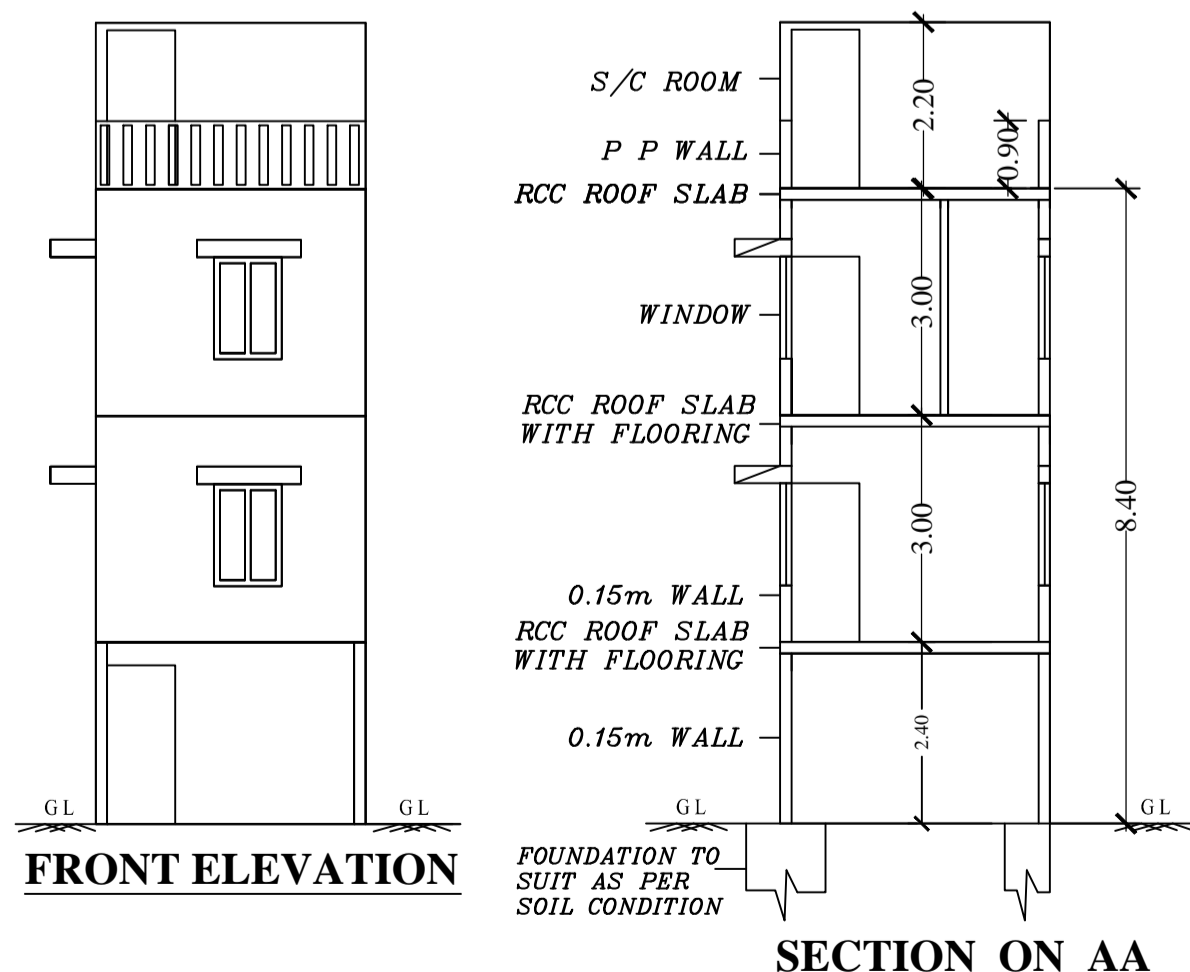 S/C ROOM
2.20
0.90
P P WALL
RCC ROOF SLAB
WINDOW
3.00
RCC ROOF SLAB
WITH FLOORING
8.40
3.00
0.15m WALL
RCC ROOF SLAB
WITH FLOORING
0.15m WALL
2.40
GL
GL
GL
GL
FRONT ELEVATION
FOUNDATION TO
SUIT AS PER
SOIL CONDITION
SECTION ON AA